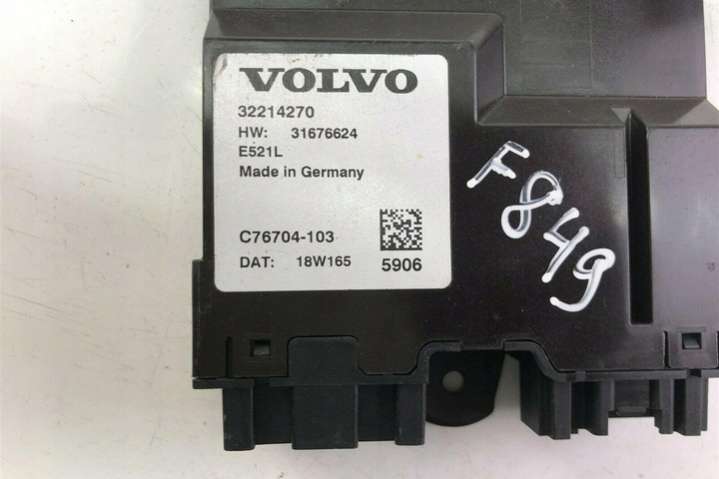 VOLVO
32214270
HW: 31676624
E521L
Made in Germany
C76704-103
DAT: 18W165
5906
F849